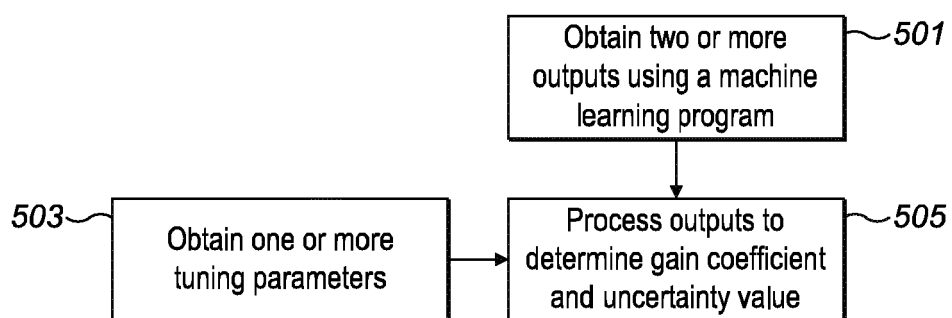 Obtain two or more
outputs using a machine
learning program
501
503
Obtain one or more
tuning parameters
Process outputs to
determine gain coefficient
and uncertainty value
505